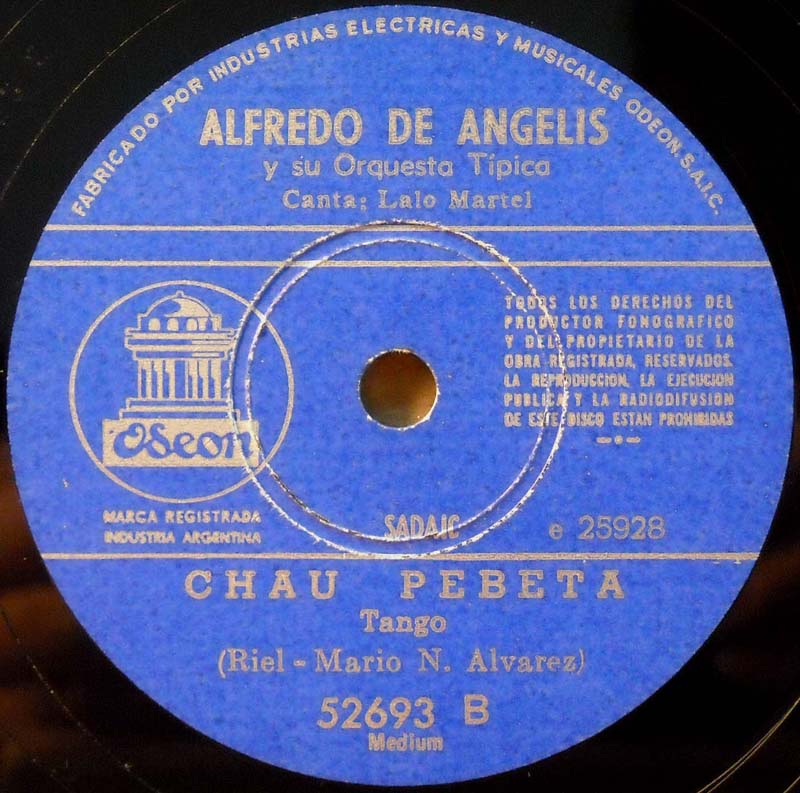 FABRICADO POR INDUSTRIAS ELECTRICAS Y MUSICALES ODEON.S.A.I.C.
ALFREDO DE ANGELIS
y su Orquesta Típica
Canta: Lalo Martel
TODOS LOS DERECHOS DEL
PRODUCTOR FONOGRAFICO
Y DEL PROPIETARIO DE LA
OBRA REGISTRADA, RESERVADOS.
LA REPRODUCCION, LA EJECUCION
PUBLICA Y LA RADIODIFUSION
DE ESTE DISCO ESTAN PROHIBIDAS
Odeon
MARCA REGISTRADA
INDUSTRIA ARGENTINA
SADAIC
e 25928
CHAU PEBETA
Tango
(Riel - Mario N. Alvarez)
52693 B
Medium